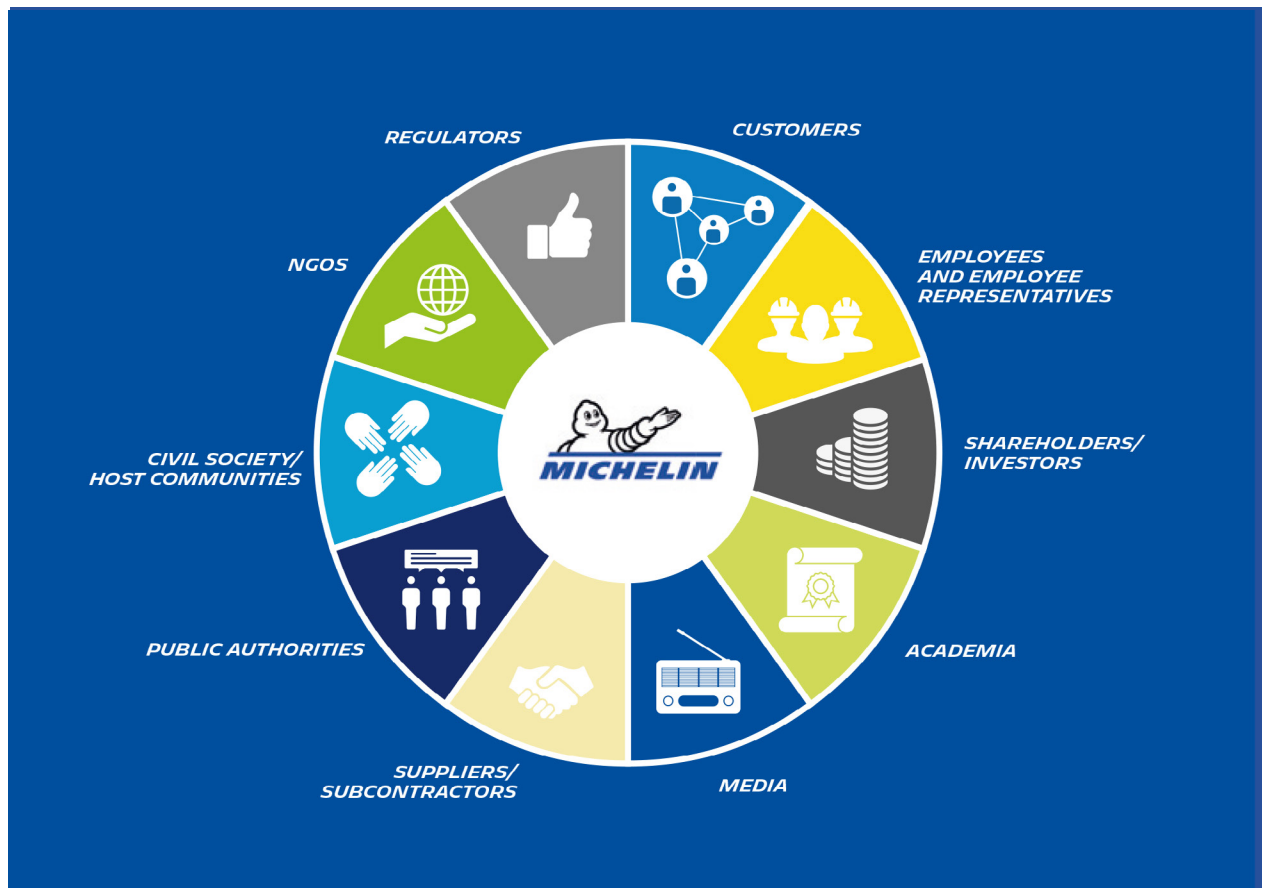 REGULATORS
CUSTOMERS
NGOS
EMPLOYEES
AND EMPLOYEE
REPRESENTATIVES
MICHELIN
CIVIL SOCIETY/
HOST COMMUNITIES
SHAREHOLDERS/
INVESTORS
PUBLIC AUTHORITIES
ACADEMIA
SUPPLIERS/
SUBCONTRACTORS
MEDIA